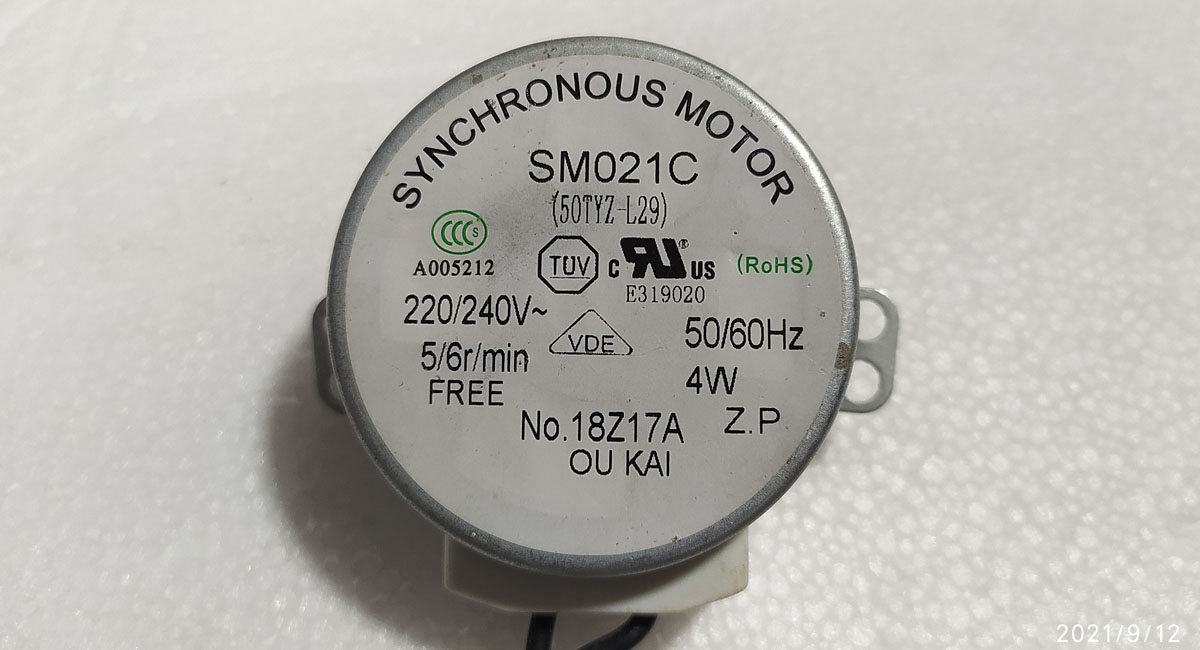 SYNCHRONOUS MOTOR
SM021C
(50TYZ-L29)
CCC S
A005212
TUV
c RU ® US
E319020
(RoHS)
220/240V~
VDE
50/60Hz
5/6r/min
4W
FREE
No.18Z17A
Z.P
OU KAI
2021/9/12